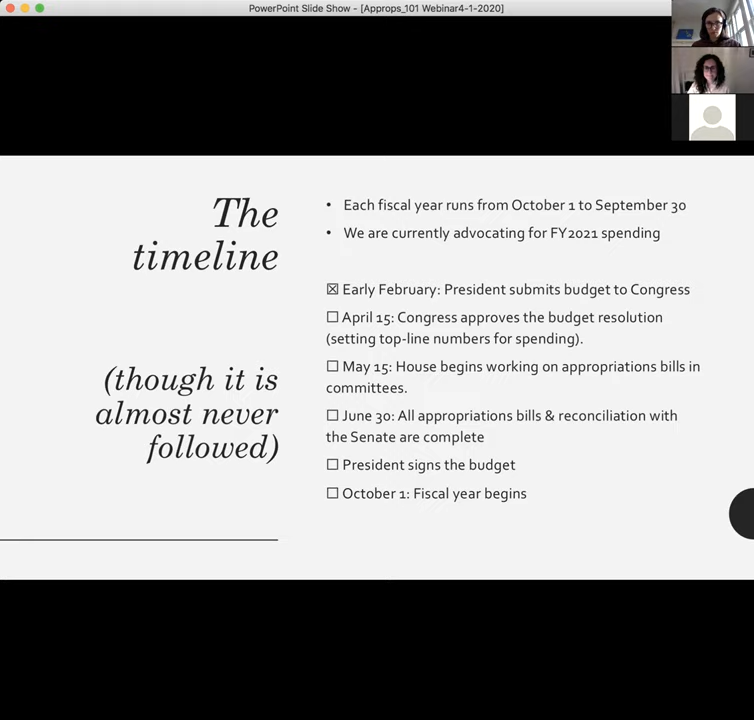 PowerPoint Slide Show - [Approps_101 Webinar4-1-2020]
The
timeline
(though it is
almost never
followed)
• Each fiscal year runs from October 1 to September 30
• We are currently advocating for FY2021 spending
☒ Early February: President submits budget to Congress
☐ April 15: Congress approves the budget resolution
(setting top-line numbers for spending).
☐ May 15: House begins working on appropriations bills in
committees.
☐ June 30: All appropriations bills & reconciliation with
the Senate are complete
☐ President signs the budget
☐ October 1: Fiscal year begins